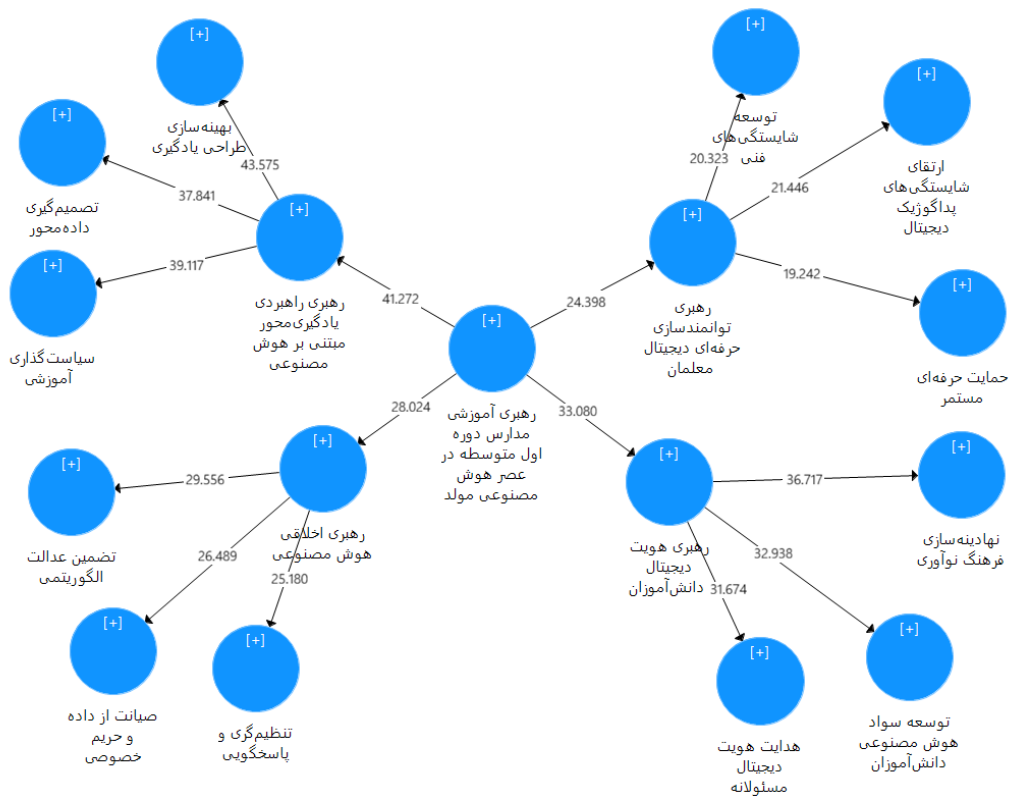 [+]
بهینه‌سازی
طراحی یادگیری
[+]
تصمیم‌گیری
داده‌محور
[+]
سیاست‌گذاری
آموزشی
43.575
37.841
39.117
[+]
رهبری راهبردی
یادگیری‌محور
مبتنی بر هوش
مصنوعی
41.272
[+]
توسعه
شایستگی‌های
فنی
[+]
ارتقای
شایستگی‌های
پداگوژیک
دیجیتال
20.323
21.446
19.242
[+]
رهبری
توانمندسازی
حرفه‌ای دیجیتال
معلمان
[+]
حمایت حرفه‌ای
مستمر
24.398
[+]
رهبری آموزشی
مدارس دوره
اول متوسطه در
عصر هوش
مصنوعی مولد
28.024
33.080
[+]
رهبری اخلاقی
هوش مصنوعی
29.556
26.489
25.180
[+]
تضمین عدالت
الگوریتمی
[+]
صیانت از داده
و حریم
خصوصی
[+]
تنظیم‌گری و
پاسخگویی
[+]
رهبری هویت
دیجیتال
دانش‌آموزان
36.717
32.938
31.674
[+]
نهادینه‌سازی
فرهنگ نوآوری
[+]
توسعه سواد
هوش مصنوعی
دانش‌آموزان
[+]
هدایت هویت
دیجیتال
مسئولانه